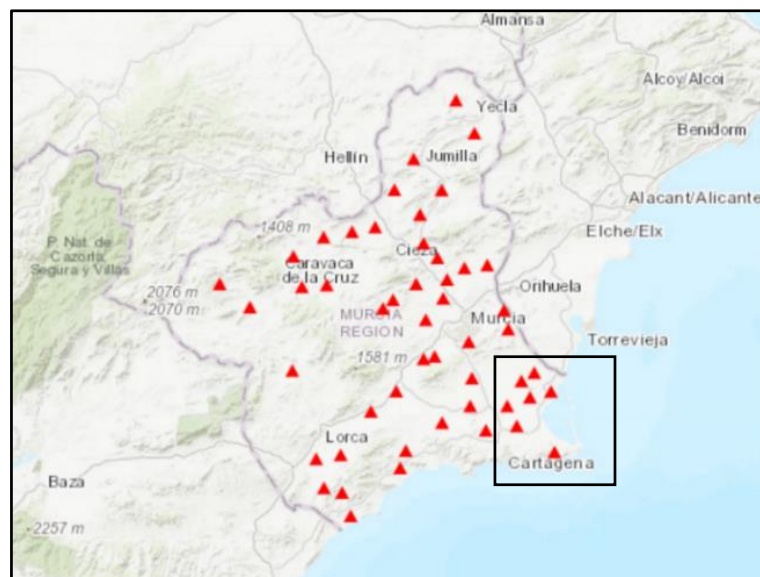 Almansa
Alcoy/Alcoi
Yecla
Benidorm
Hellín
Jumilla
Alacant/Alicante
1408 m
Elche/Elx
P. Nat. de
Cazorla,
Segura y Villas
Cieza
Caravaca
de la Cruz
Orihuela
2076 m
2070 m
MURCIA
REGION
Murcia
Torrevieja
1581 m
Lorca
Cartagena
Baza
2257 m